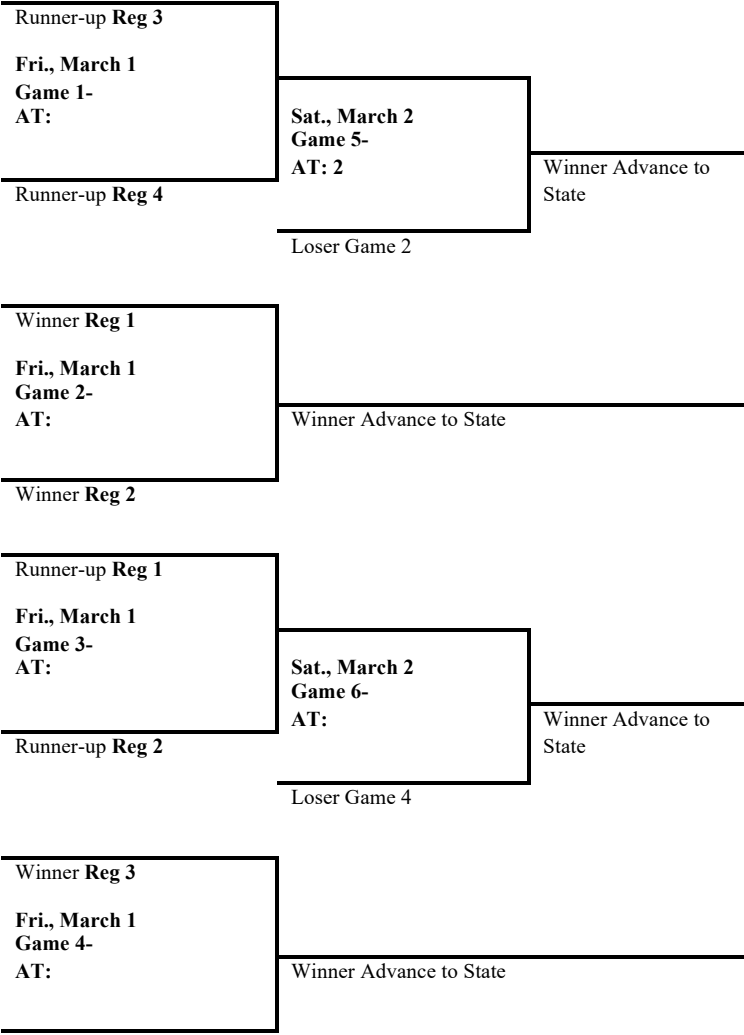 Runner-up Reg 3
Fri., March 1
Game 1-
AT:
Runner-up Reg 4
Sat., March 2
Game 5-
AT: 2
Loser Game 2
Winner Advance to
State
Winner Reg 1
Fri., March 1
Game 2-
AT:
Winner Reg 2
Winner Advance to State
Runner-up Reg 1
Fri., March 1
Game 3-
AT:
Runner-up Reg 2
Sat., March 2
Game 6-
AT:
Loser Game 4
Winner Advance to
State
Winner Reg 3
Fri., March 1
Game 4-
AT:
Winner Advance to State